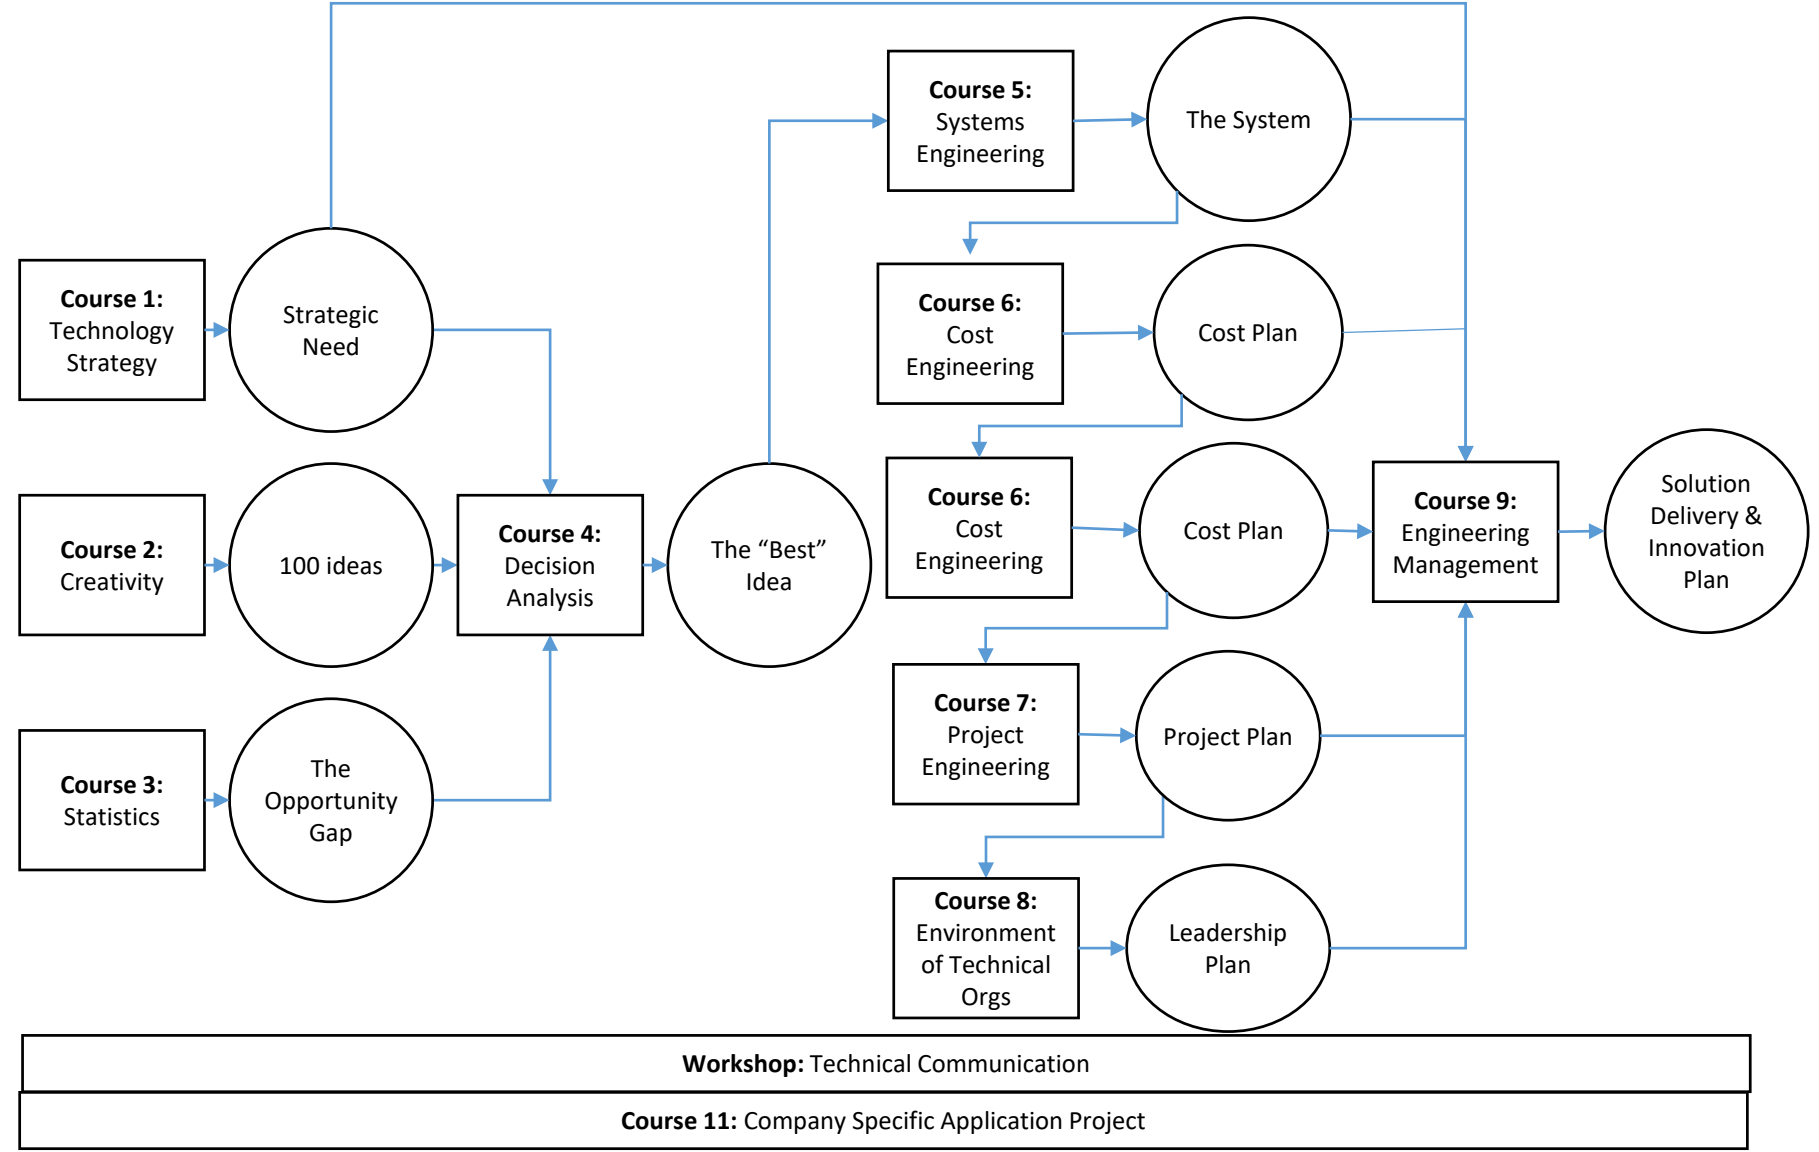 Course 1:
Technology
Strategy
Strategic
Need
Course 2:
Creativity
100 ideas
Course 3:
Statistics
The
Opportunity
Gap
Course 4:
Decision
Analysis
The “Best”
Idea
Course 5:
Systems
Engineering
The System
Course 6:
Cost
Engineering
Cost Plan
Course 6:
Cost
Engineering
Cost Plan
Course 7:
Project
Engineering
Project Plan
Course 8:
Environment
of Technical
Orgs
Leadership
Plan
Course 9:
Engineering
Management
Solution
Delivery &
Innovation
Plan
Workshop: Technical Communication
Course 11: Company Specific Application Project